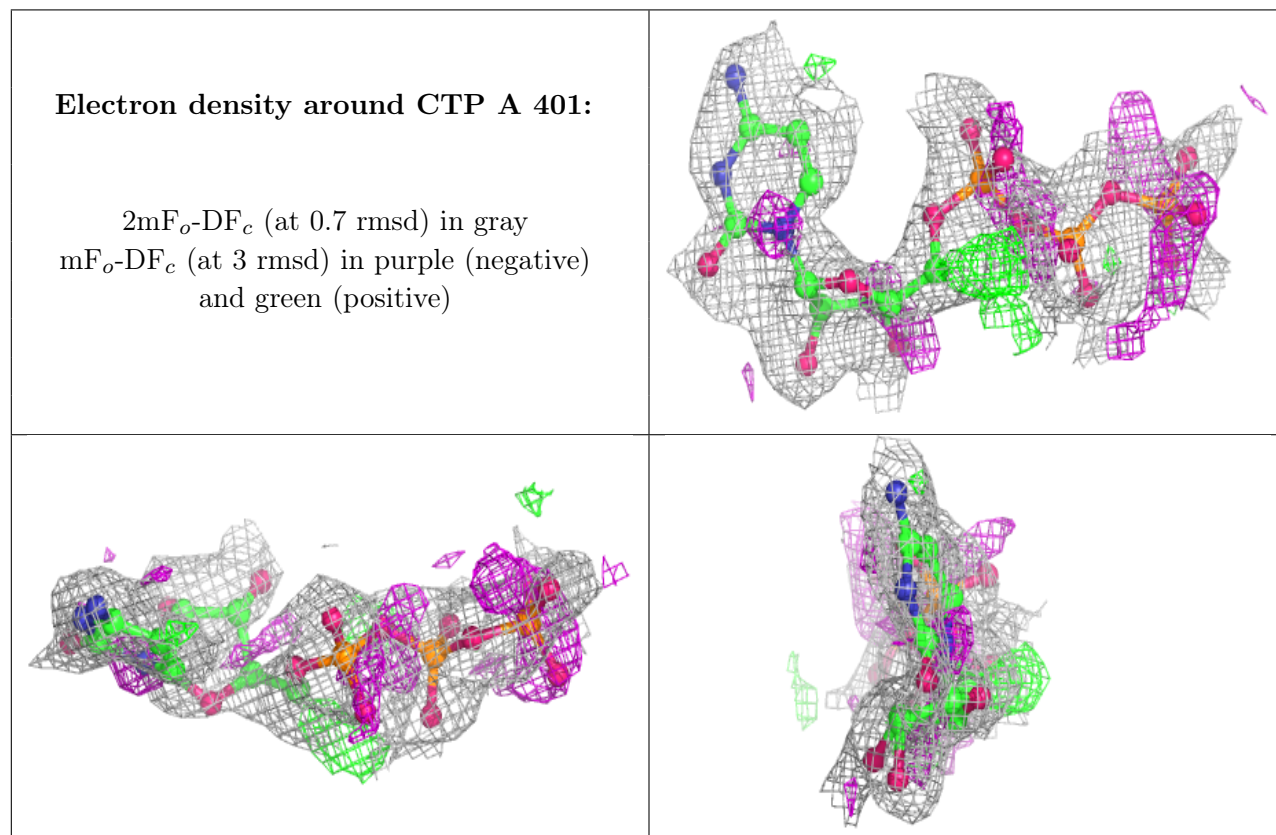 Electron density around CTP A 401:
2mFo-DFc (at 0.7 rmsd) in gray
mFo-DFc (at 3 rmsd) in purple (negative)
and green (positive)